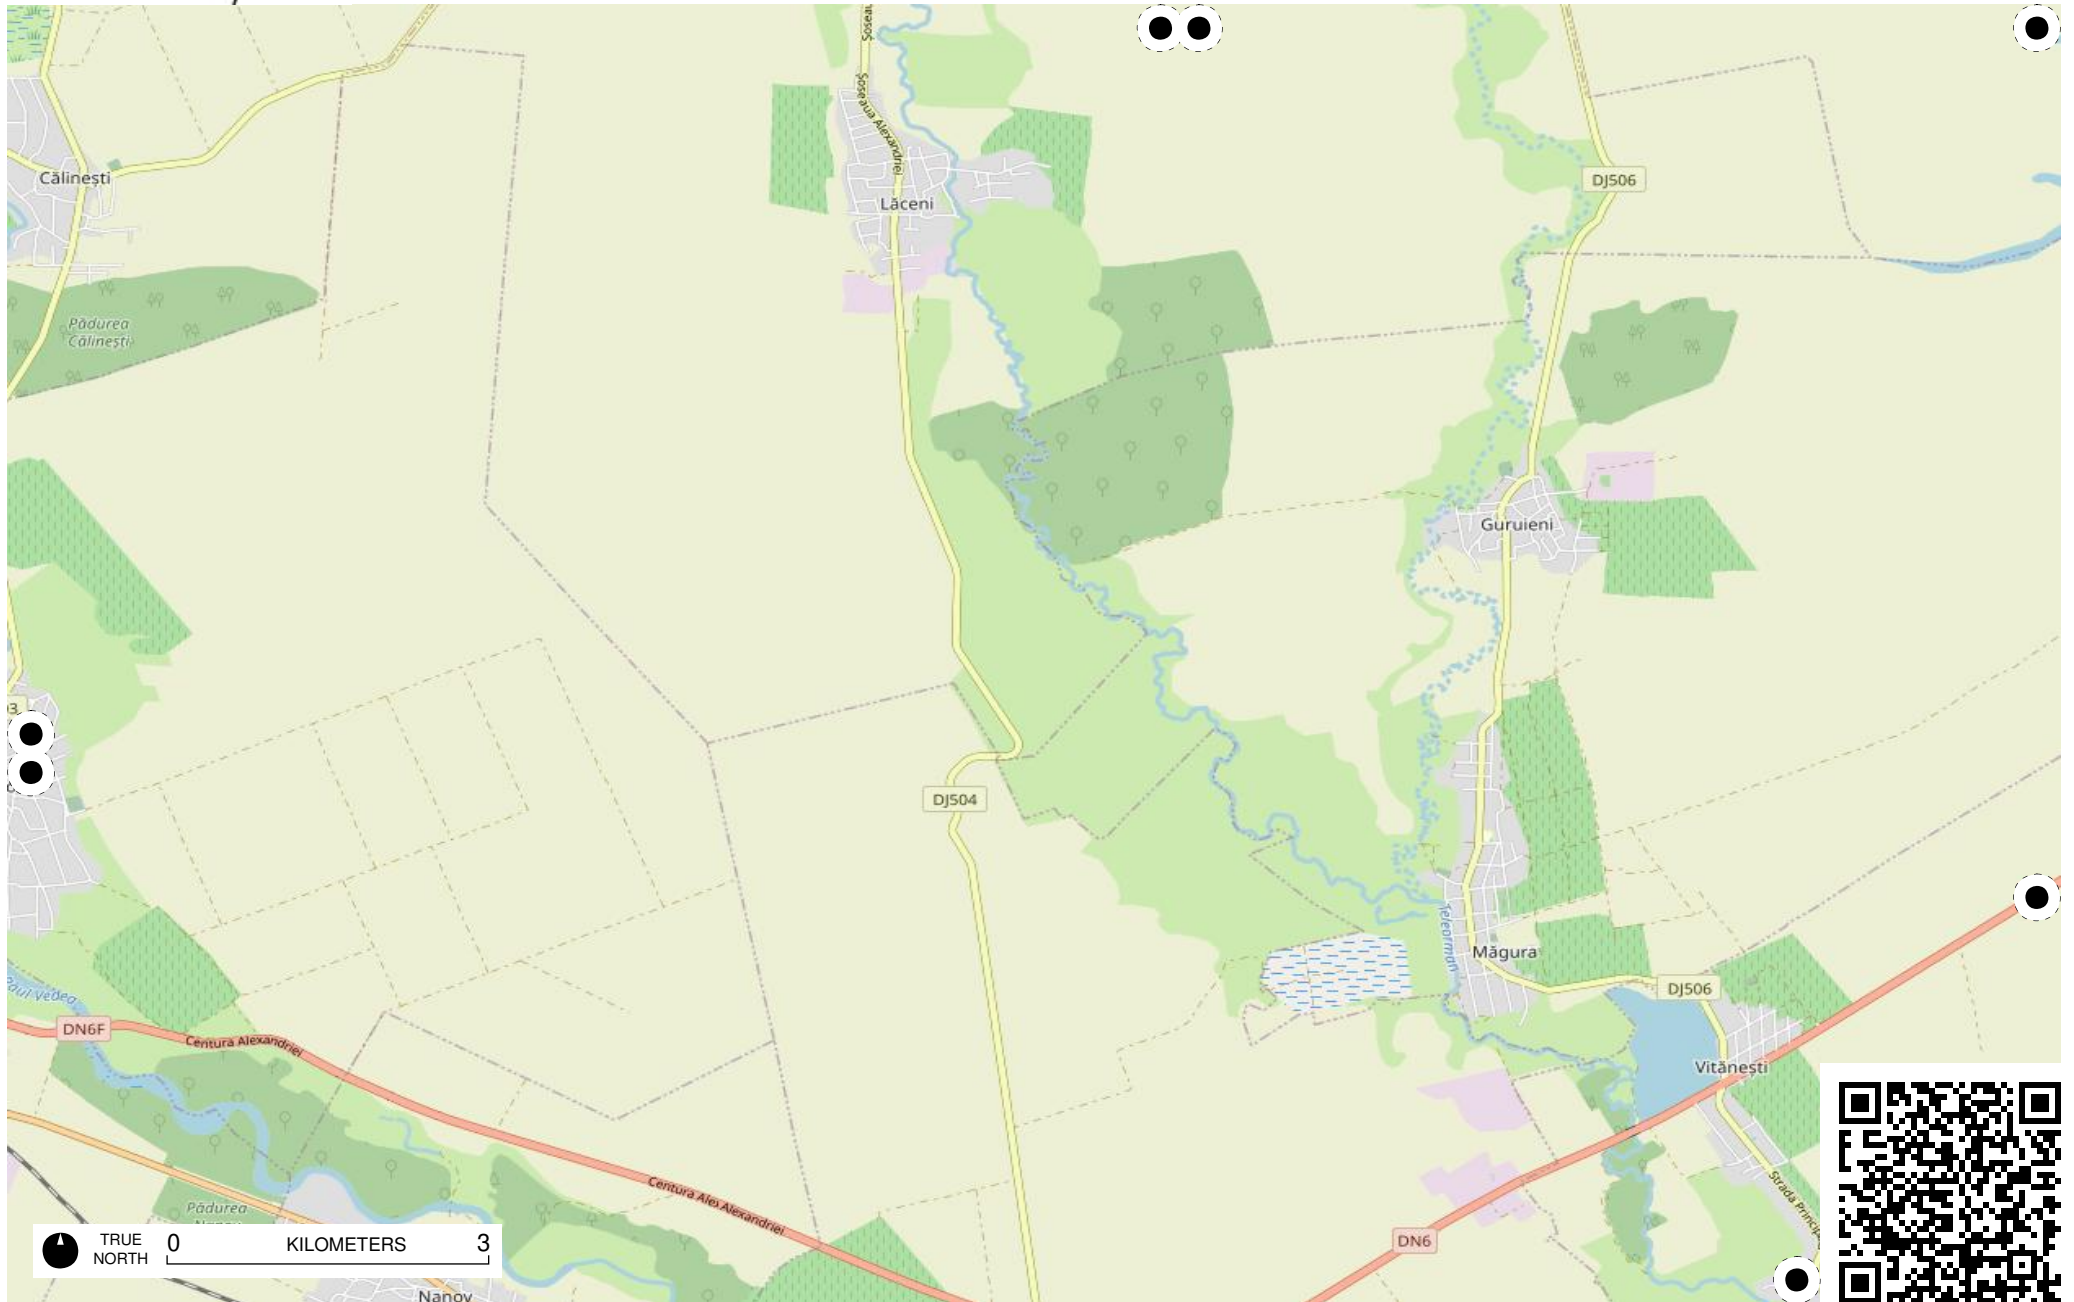 Șoseaua Alexandriei
Călinești
DJ506
Lăceni
Pădurea
Călinești
Guruieni
DJ504
Teleorman
Măgura
DJ506
DN6F
Centura Alexandriei
Vitănești
Centura Alexandriei
Pădurea
Strada Princip
DN6
TRUE
NORTH
0 KILOMETERS 3
Nanov